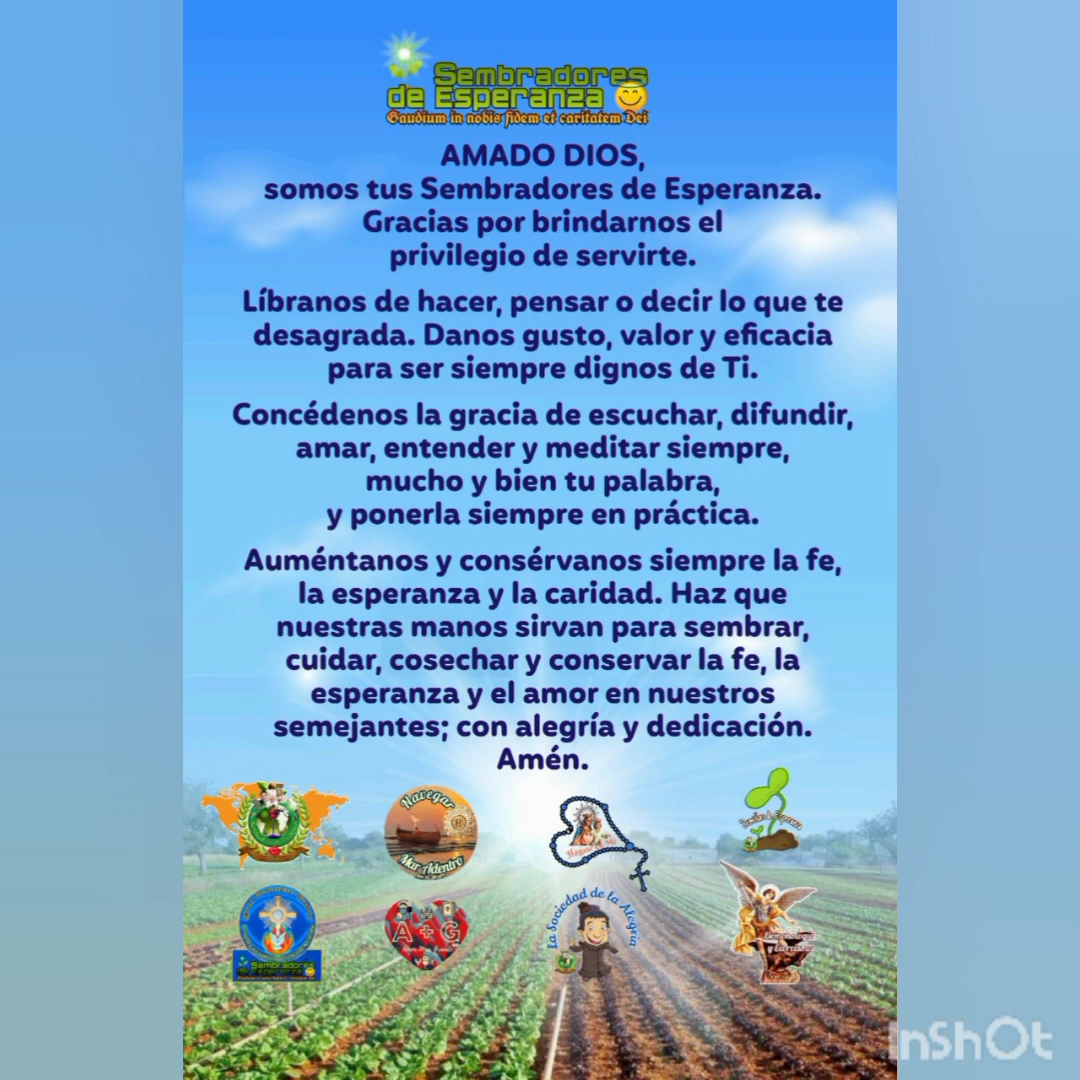 Sembradores
de Esperanza
Gaudium in nobis fidem et caritatem Dei
AMADO DIOS,
somos tus Sembradores de Esperanza.
Gracias por brindarnos el
privilegio de servirte.
Líbranos de hacer, pensar o decir lo que te
desagrada. Danos gusto, valor y eficacia
para ser siempre dignos de Ti.
Concédenos la gracia de escuchar, difundir,
amar, entender y meditar siempre,
mucho y bien tu palabra,
y ponerla siempre en práctica.
Auméntanos y consérvanos siempre la fe,
la esperanza y la caridad. Haz que
nuestras manos sirvan para sembrar,
cuidar, cosechar y conservar la fe, la
esperanza y el amor en nuestros
semejantes; con alegría y dedicación.
Amén.
Navegar
Mar Adentro
La Sociedad de la Alegría
A + G
Sembradores
de Esperanza
InShOt